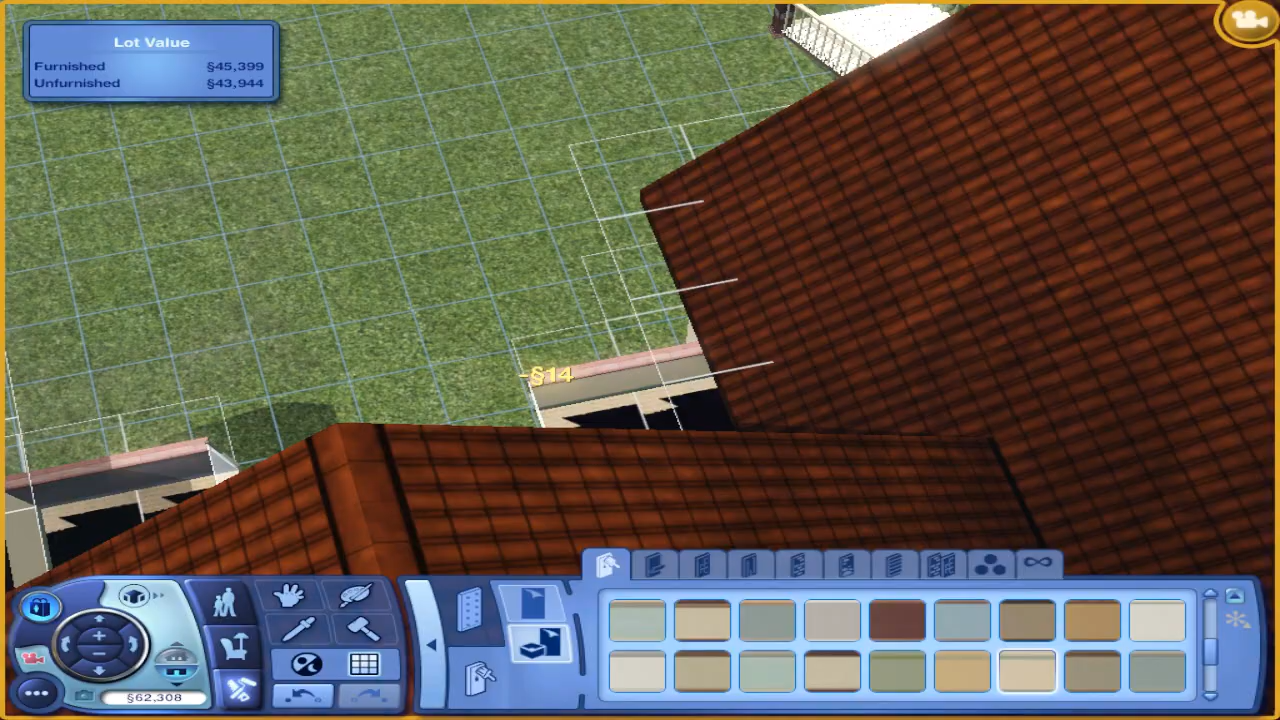 Lot Value
Furnished §45,399
Unfurnished §43,944
-§14
§62,308